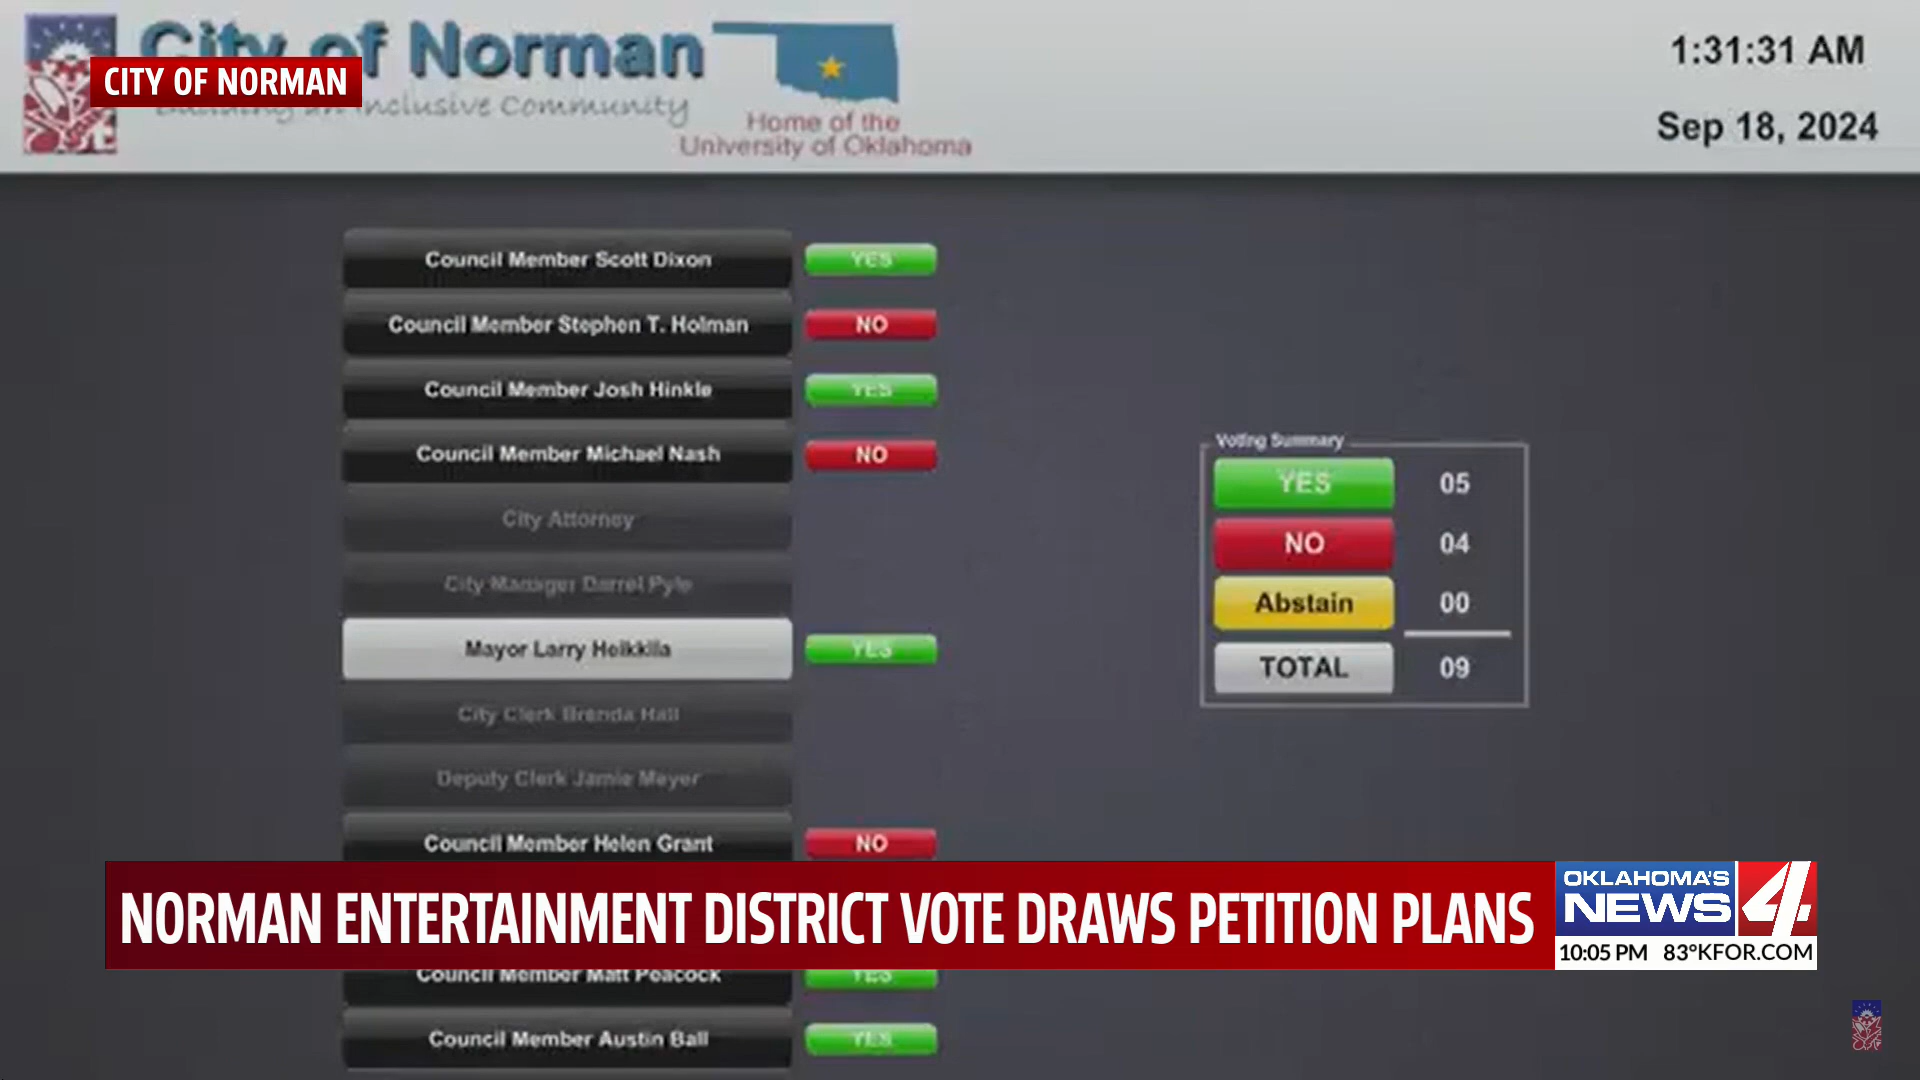 City of Norman
CITY OF NORMAN
Building an Inclusive Community
Home of the
University of Oklahoma
1:31:31 AM
Sep 18, 2024
Council Member Scott Dixon YES
Council Member Stephen T. Holman NO
Council Member Josh Hinkle YES
Council Member Michael Nash NO
City Attorney
City Manager Darrel Pyle
Mayor Larry Heikkila YES
City Clerk Brenda Hall
Deputy Clerk Jamie Meyer
Council Member Helen Grant NO
Voting Summary
YES 05
NO 04
Abstain 00
TOTAL 09
NORMAN ENTERTAINMENT DISTRICT VOTE DRAWS PETITION PLANS
OKLAHOMA'S
NEWS 4
10:05 PM 83° KFOR.COM
Council Member Matt Peacock YES
Council Member Austin Ball YES